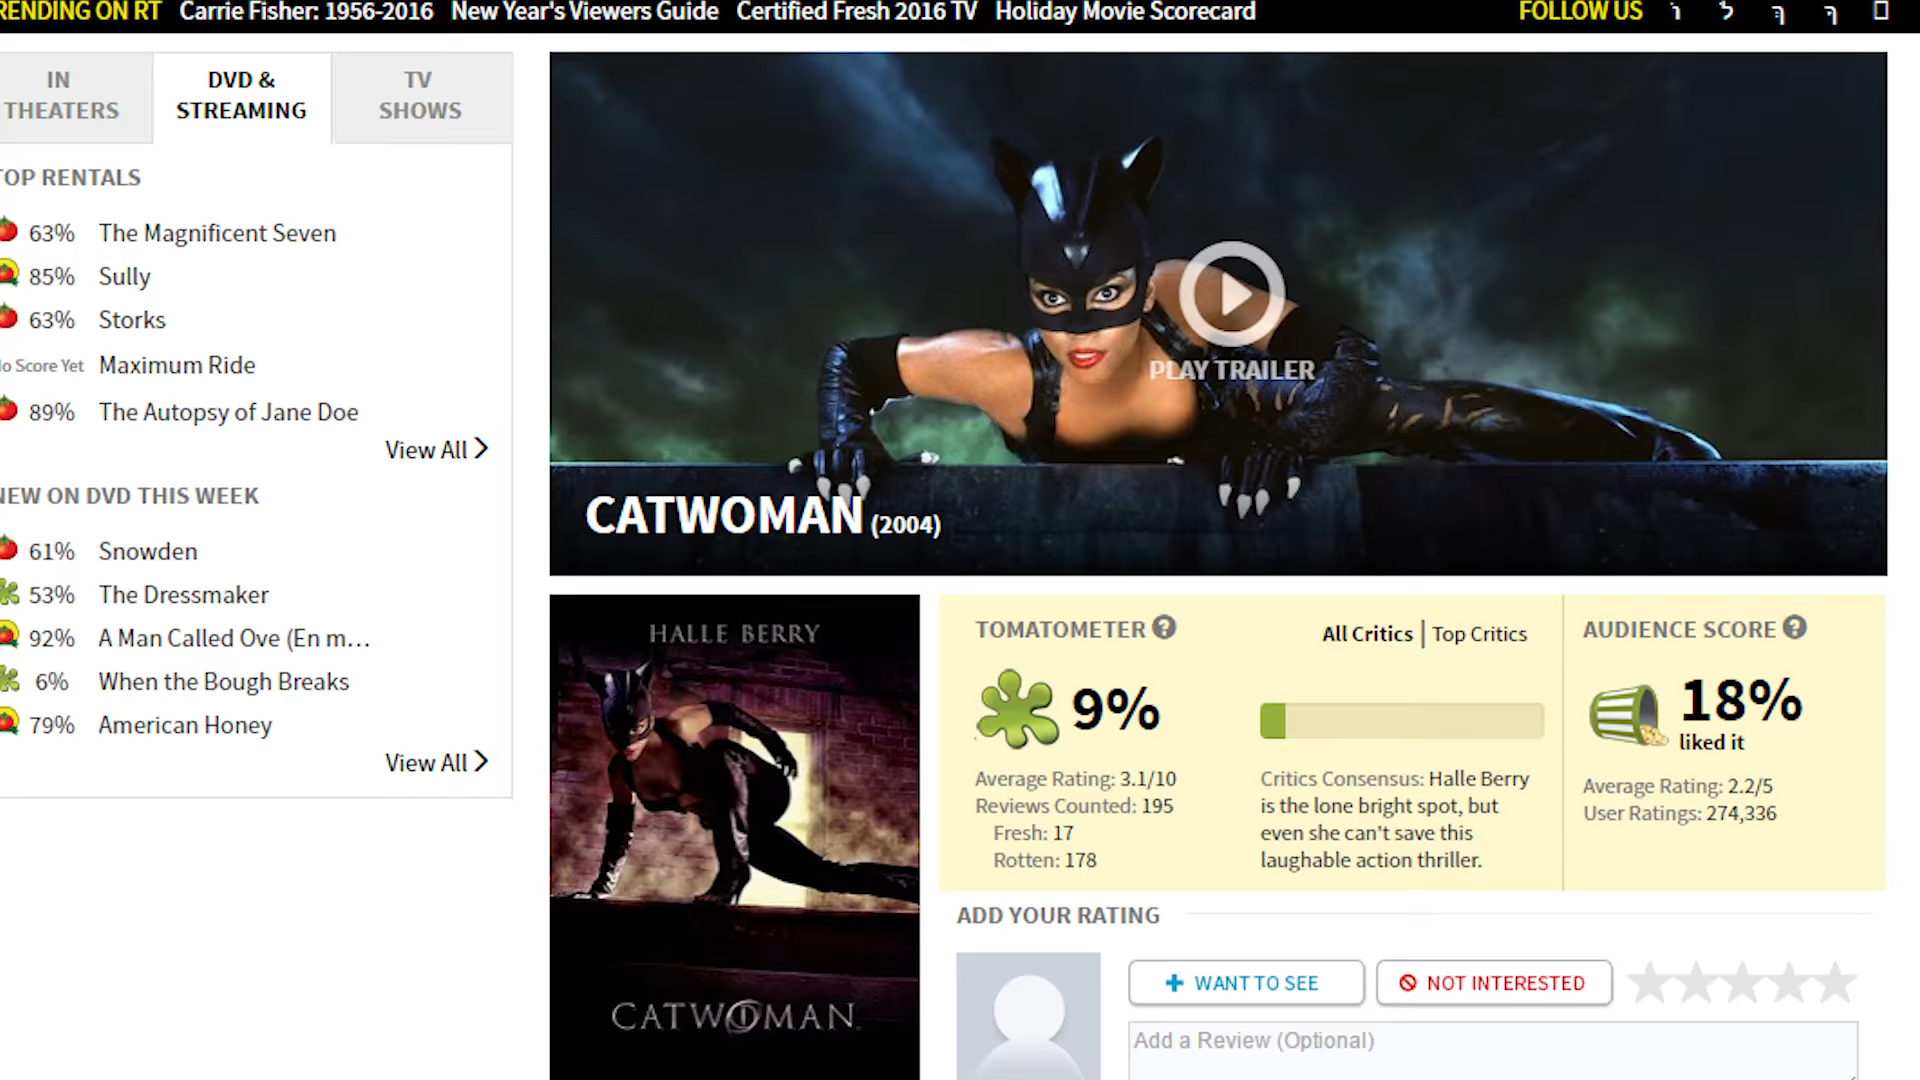 RENDING ON RT Carrie Fisher: 1956-2016 New Year's Viewers Guide Certified Fresh 2016 TV Holiday Movie Scorecard FOLLOW US
IN THEATERS
DVD & STREAMING
TV SHOWS
TOP RENTALS
63% The Magnificent Seven
85% Sully
63% Storks
No Score Yet Maximum Ride
89% The Autopsy of Jane Doe
View All
NEW ON DVD THIS WEEK
61% Snowden
53% The Dressmaker
92% A Man Called Ove (En m...
6% When the Bough Breaks
79% American Honey
View All
PLAY TRAILER
CATWOMAN (2004)
HALLE BERRY
CATWOMAN
TOMATOMETER ?
All Critics | Top Critics
9%
Average Rating: 3.1/10
Reviews Counted: 195
Fresh: 17
Rotten: 178
Critics Consensus: Halle Berry
is the lone bright spot, but
even she can't save this
laughable action thriller.
AUDIENCE SCORE ?
18%
liked it
Average Rating: 2.2/5
User Ratings: 274,336
ADD YOUR RATING
+ WANT TO SEE
NOT INTERESTED
Add a Review (Optional)